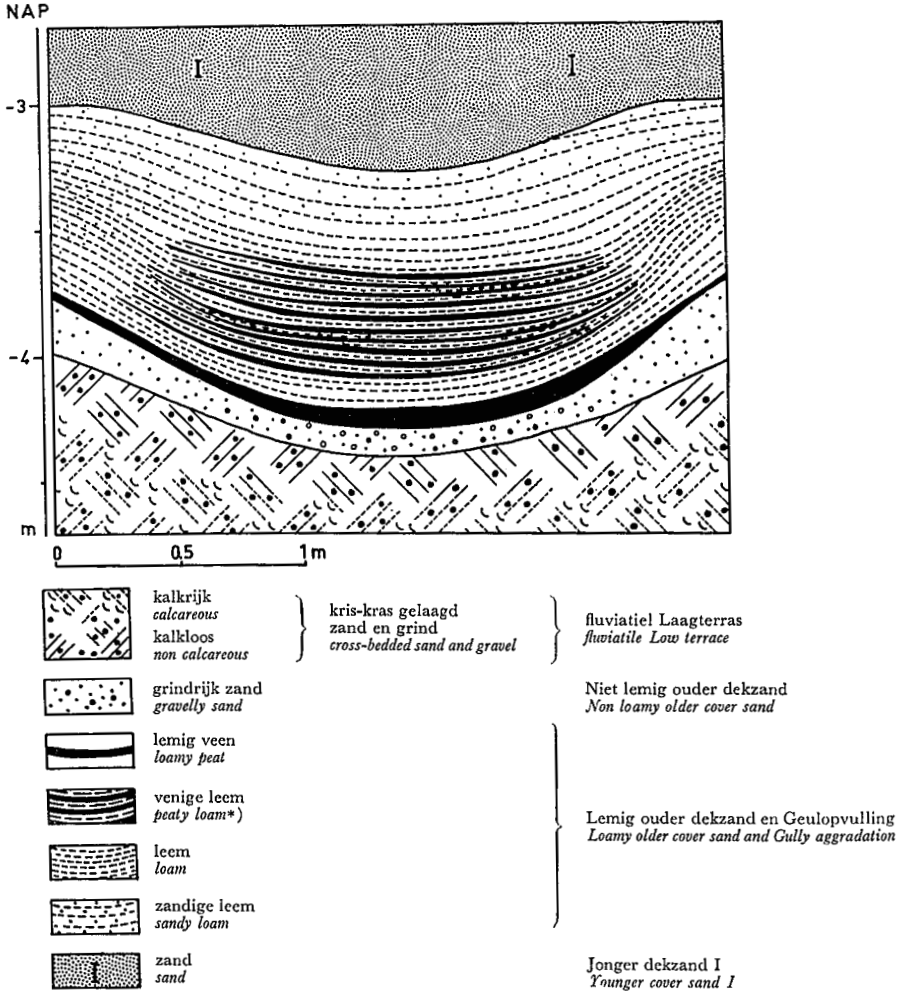 NAP
I I
-3
-4
m
0 0.5 1 m
kalkrijk
calcareous
kalkloos
non calcareous
kris-kras gelaagd
zand en grind
cross-bedded sand and gravel
fluviatiel Laagterras
fluviatile Low terrace
grindrijk zand
gravelly sand
Niet lemig ouder dekzand
Non loamy older cover sand
lemig veen
loamy peat
venige leem
peaty loam*)
leem
loam
zandige leem
sandy loam
Lemig ouder dekzand en Geulopvulling
Loamy older cover sand and Gully aggradation
I
zand
sand
Jonger dekzand I
Younger cover sand I